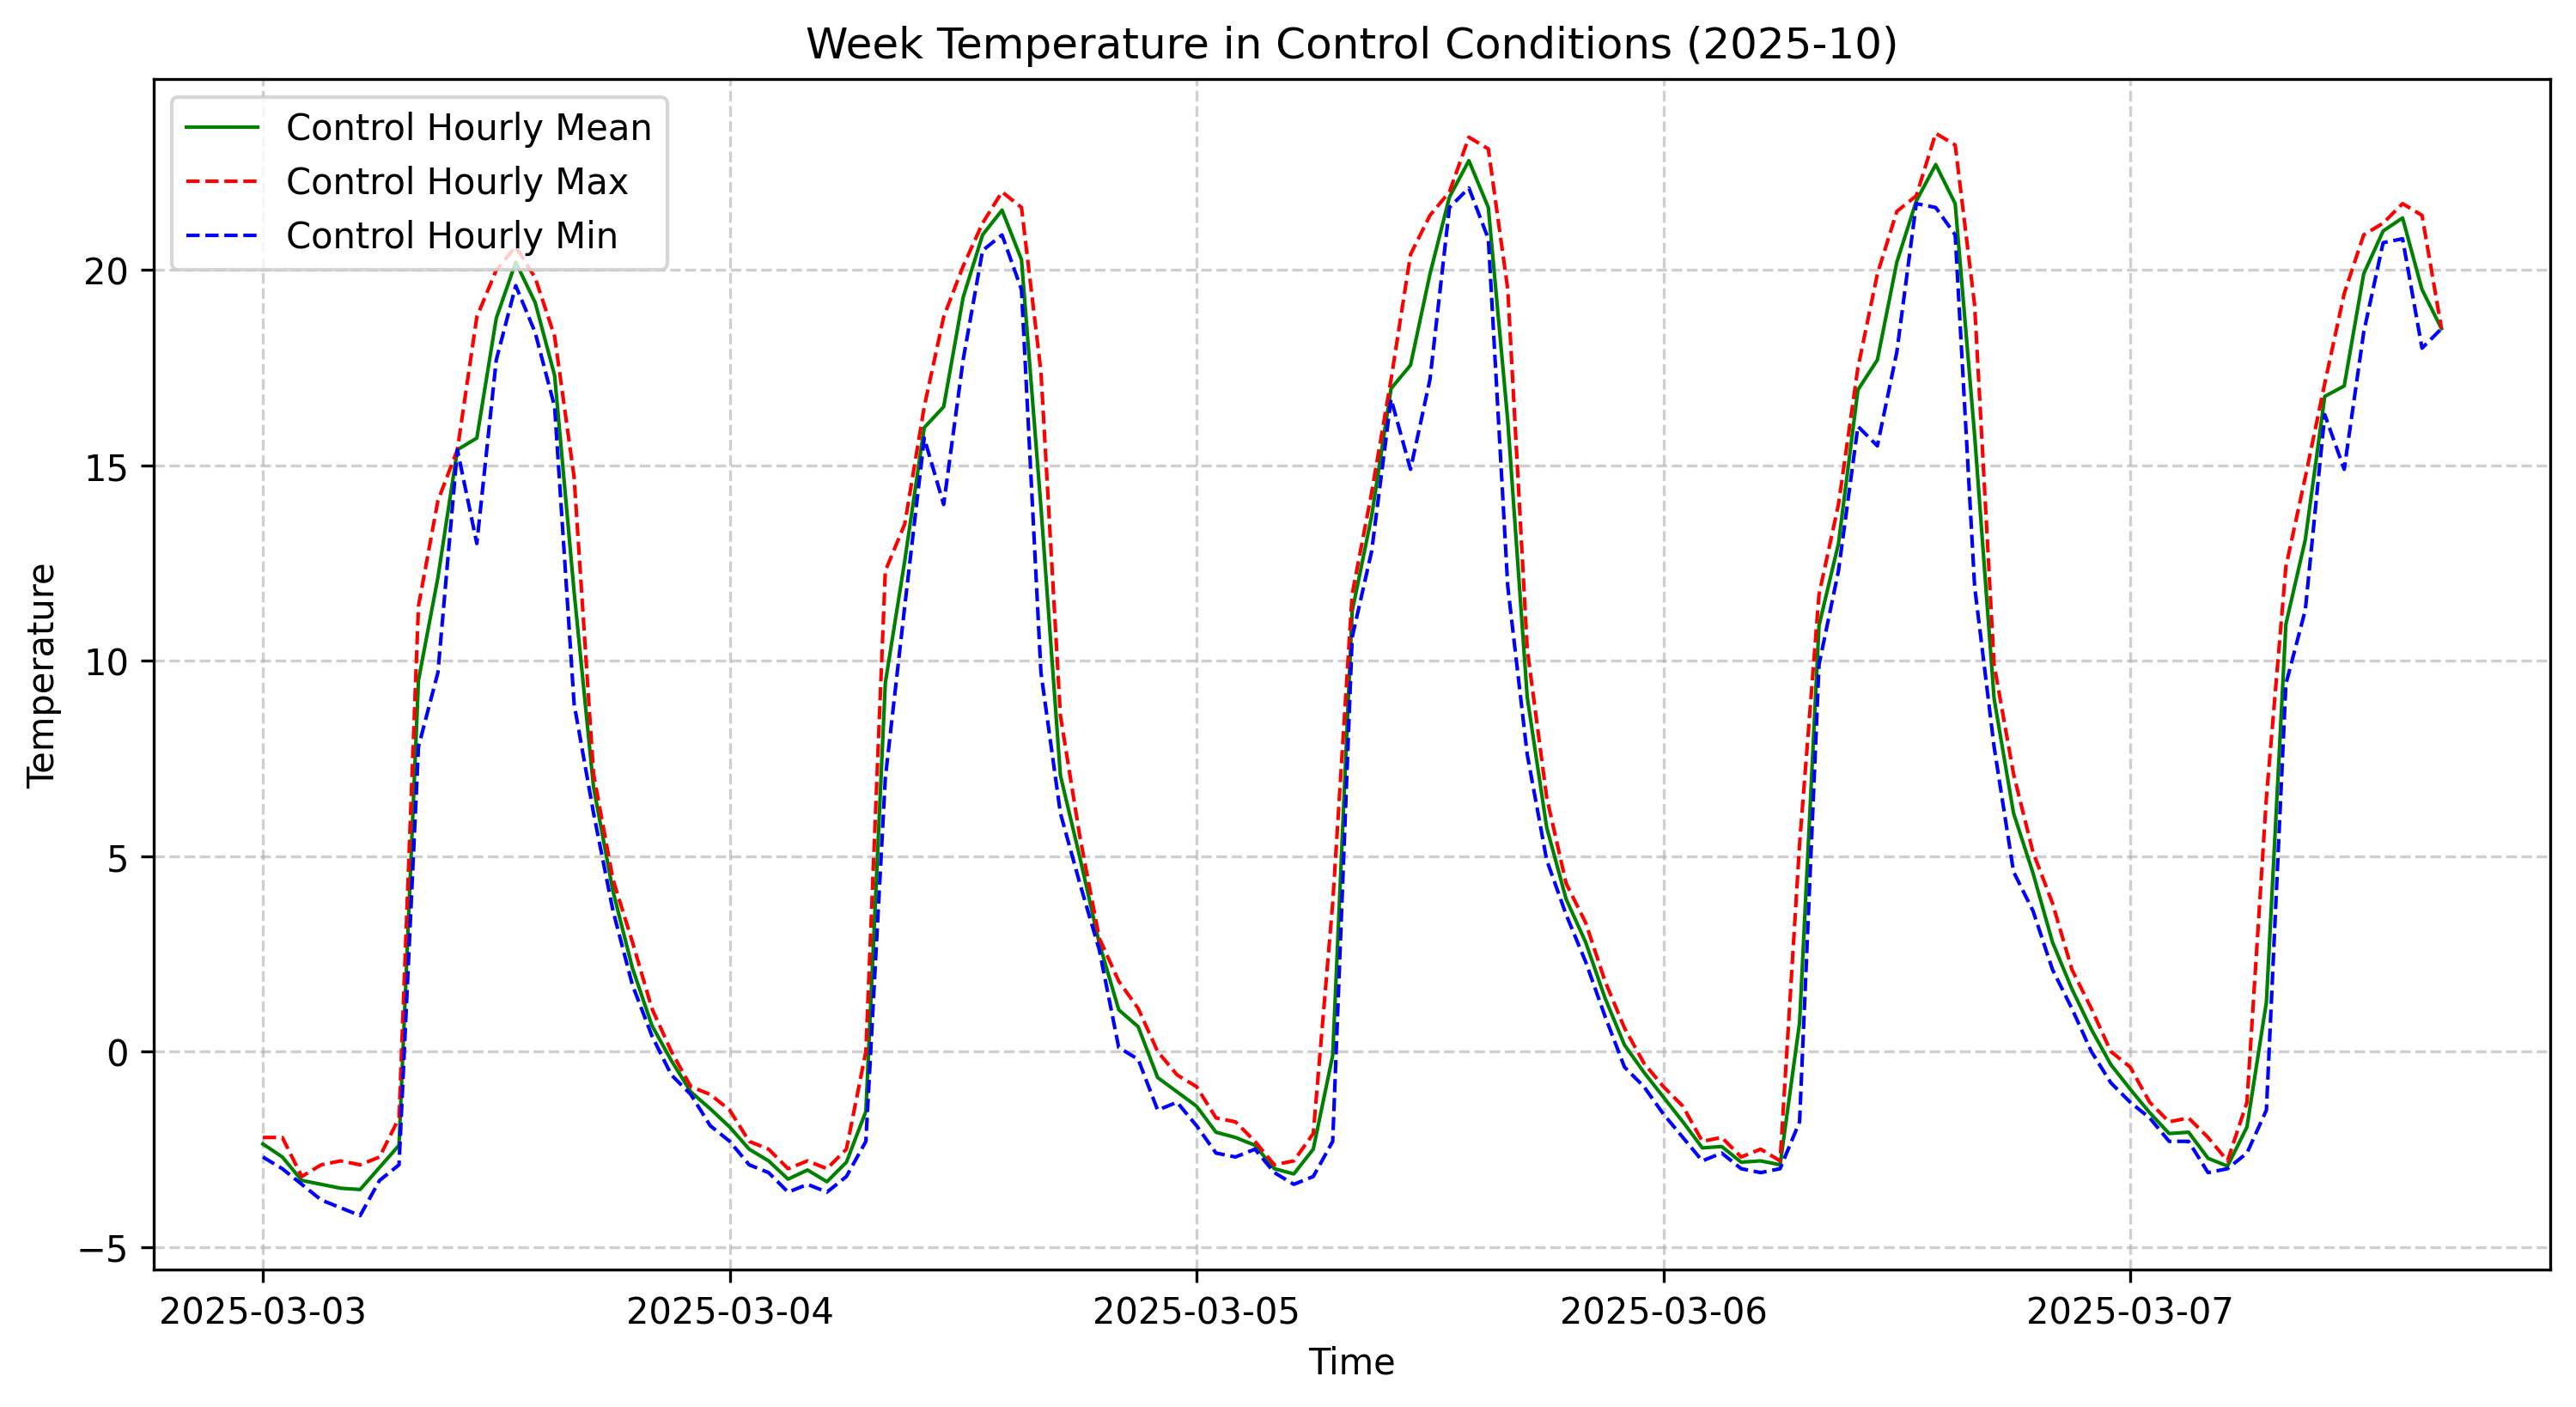 Week Temperature in Control Conditions (2025-10)
Control Hourly Mean
Control Hourly Max
Control Hourly Min
Temperature
20
15
10
5
0
−5
2025-03-03
2025-03-04
2025-03-05
2025-03-06
2025-03-07
Time